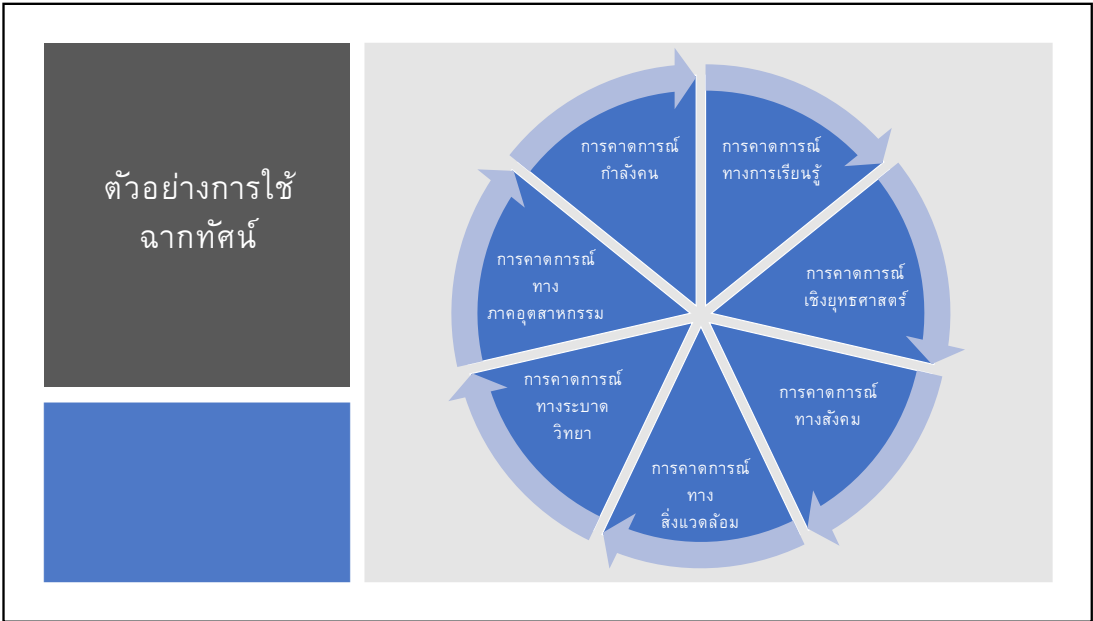 ตัวอย่างการใช้
ฉากทัศน์
การคาดการณ์
ทางการเรียนรู้
การคาดการณ์
เชิงยุทธศาสตร์
การคาดการณ์
ทางสังคม
การคาดการณ์
ทาง
สิ่งแวดล้อม
การคาดการณ์
ทางระบาด
วิทยา
การคาดการณ์
ทาง
ภาคอุตสาหกรรม
การคาดการณ์
กำลังคน